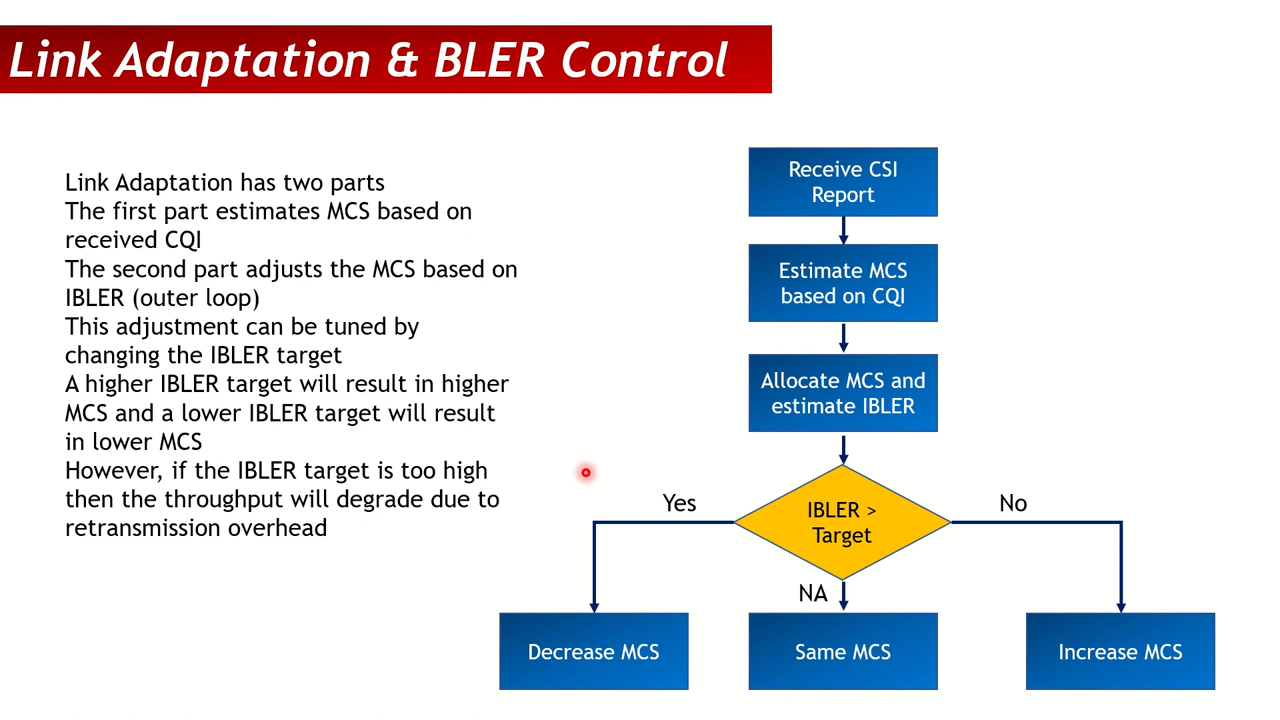 Link Adaptation & BLER Control
Link Adaptation has two parts
The first part estimates MCS based on
received CQI
The second part adjusts the MCS based on
IBLER (outer loop)
This adjustment can be tuned by
changing the IBLER target
A higher IBLER target will result in higher
MCS and a lower IBLER target will result
in lower MCS
However, if the IBLER target is too high
then the throughput will degrade due to
retransmission overhead
Receive CSI
Report
Estimate MCS
based on CQI
Allocate MCS and
estimate IBLER
IBLER >
Target
Yes
No
NA
Decrease MCS
Same MCS
Increase MCS